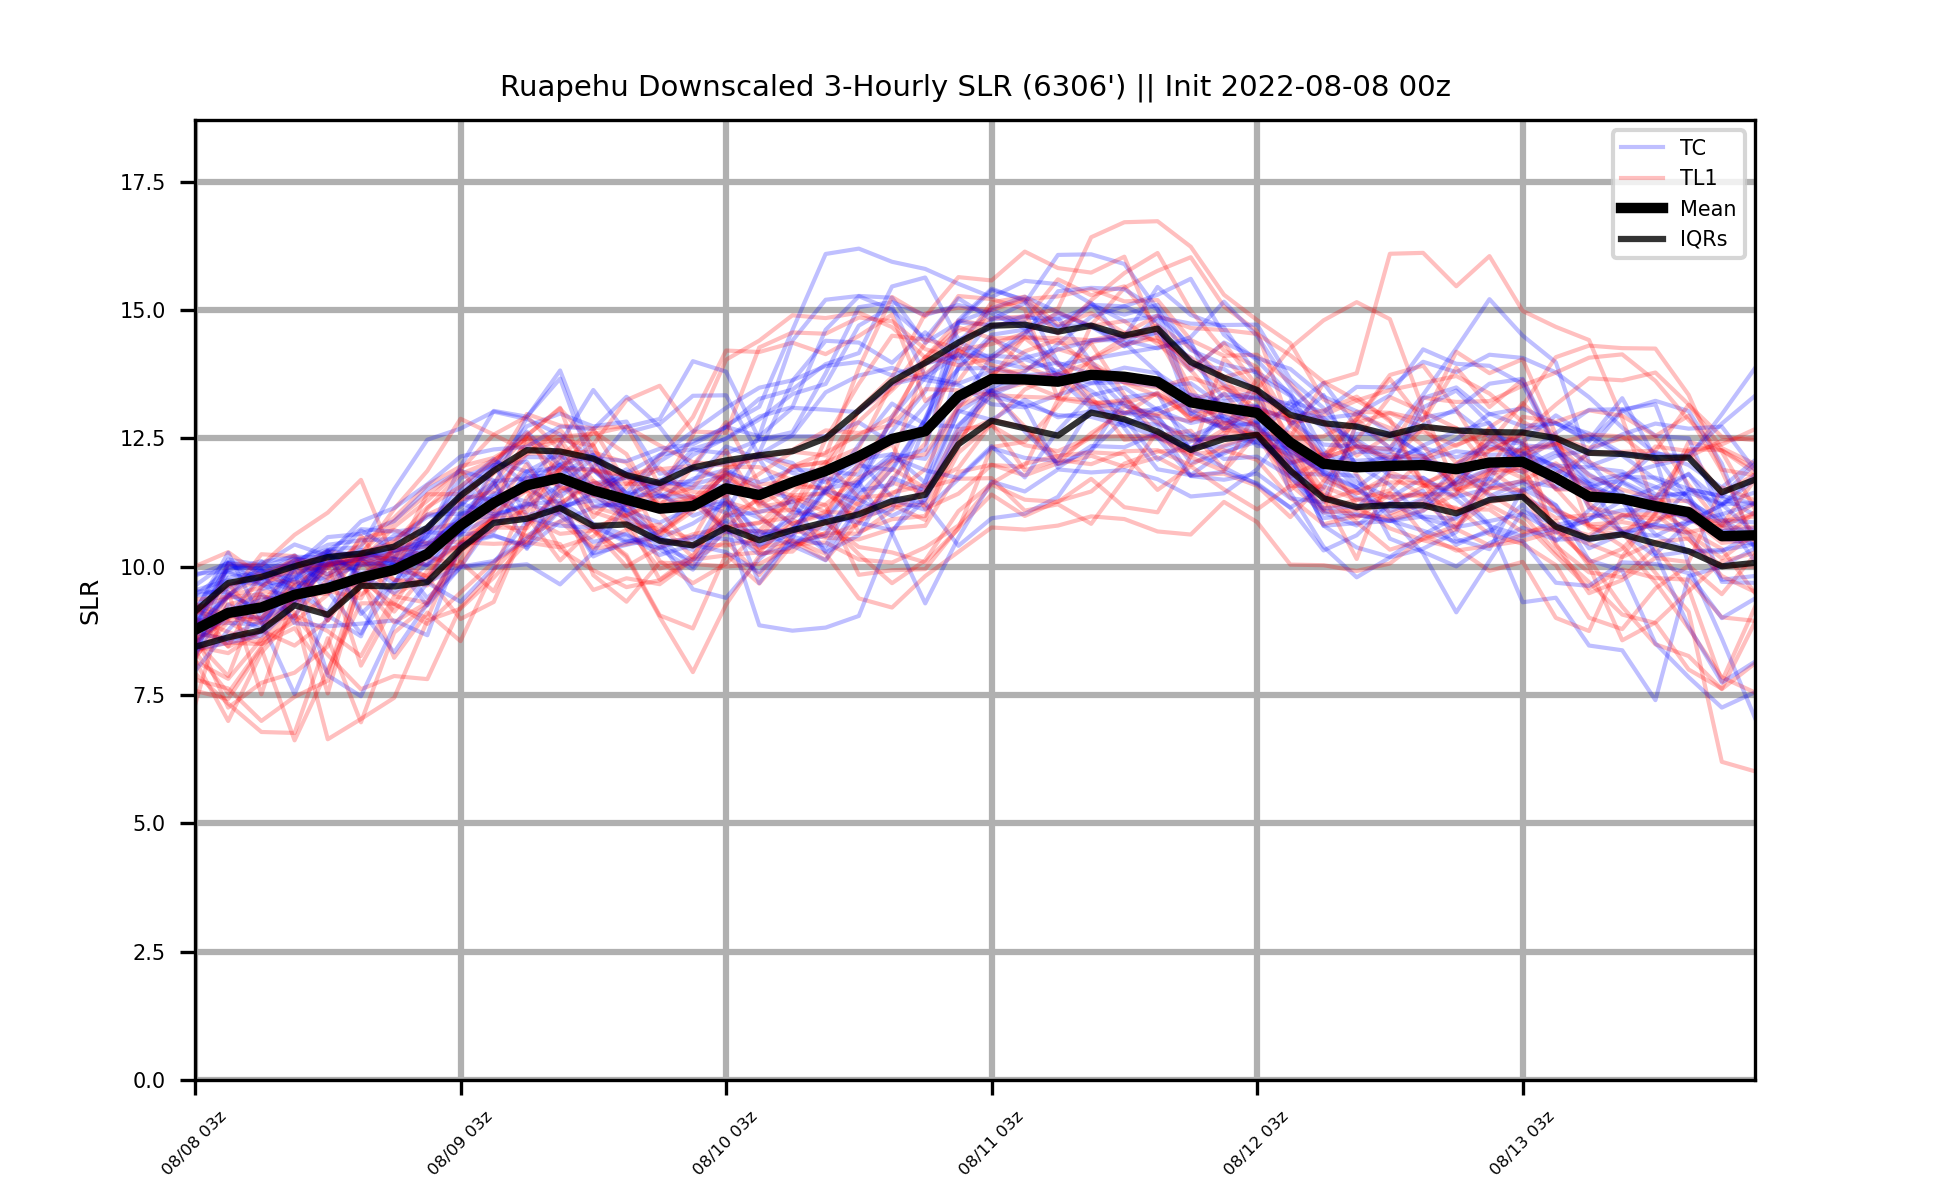 Ruapehu Downscaled 3-Hourly SLR (6306') || Init 2022-08-08 00z
TC
TL1
Mean
IQRs
SLR
17.5
15.0
12.5
10.0
7.5
5.0
2.5
0.0
08/08 03z
08/09 03z
08/10 03z
08/11 03z
08/12 03z
08/13 03z